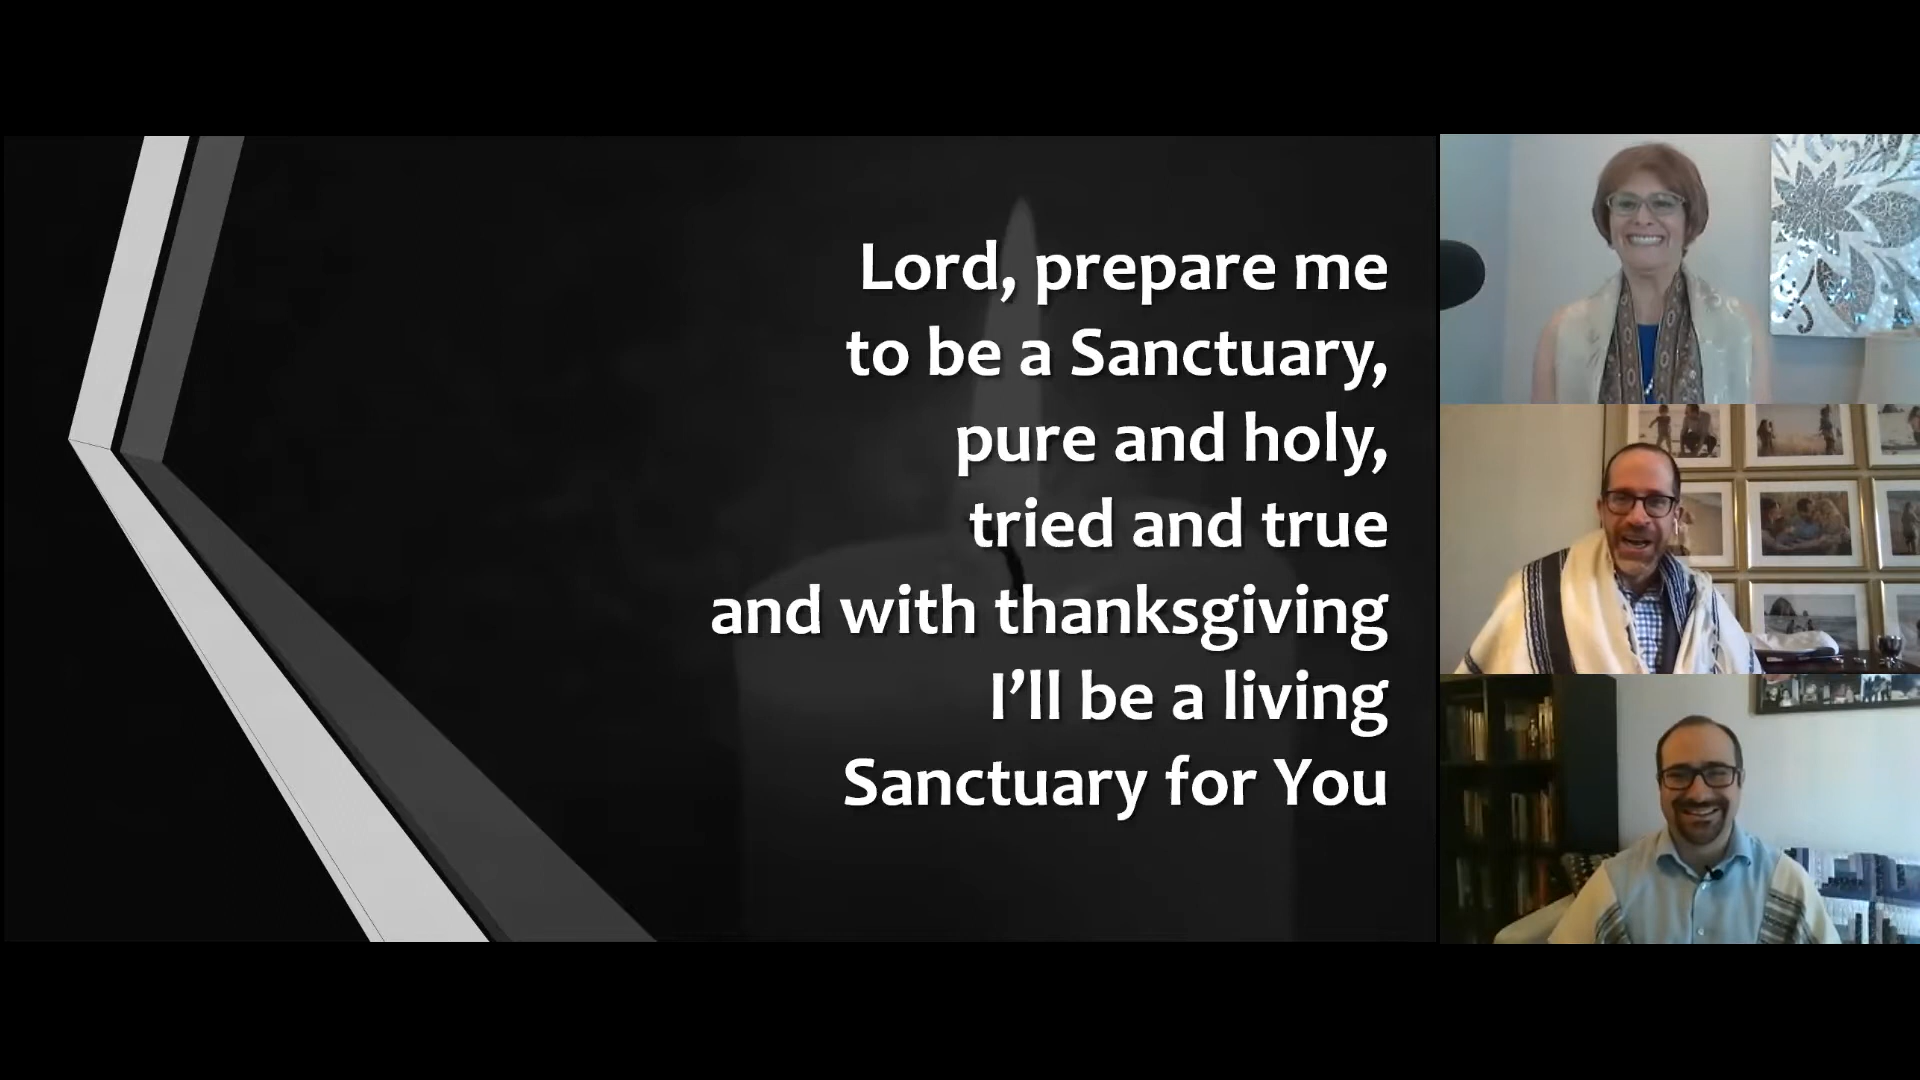 Lord, prepare me
to be a Sanctuary,
pure and holy,
tried and true
and with thanksgiving
I’ll be a living
Sanctuary for You